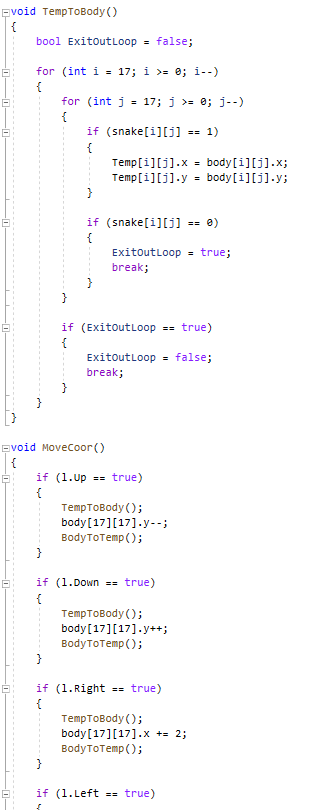 void TempToBody()
{
    bool ExitOutLoop = false;

    for (int i = 17; i >= 0; i--)
    {
        for (int j = 17; j >= 0; j--)
        {
            if (snake[i][j] == 1)
            {
                Temp[i][j].x = body[i][j].x;
                Temp[i][j].y = body[i][j].y;
            }

            if (snake[i][j] == 0)
            {
                ExitOutLoop = true;
                break;
            }
        }

        if (ExitOutLoop == true)
        {
            ExitOutLoop = false;
            break;
        }
    }
}

void MoveCoor()
{
    if (l.Up == true)
    {
        TempToBody();
        body[17][17].y--;
        BodyToTemp();
    }

    if (l.Down == true)
    {
        TempToBody();
        body[17][17].y++;
        BodyToTemp();
    }

    if (l.Right == true)
    {
        TempToBody();
        body[17][17].x += 2;
        BodyToTemp();
    }

    if (l.Left == true)
    {